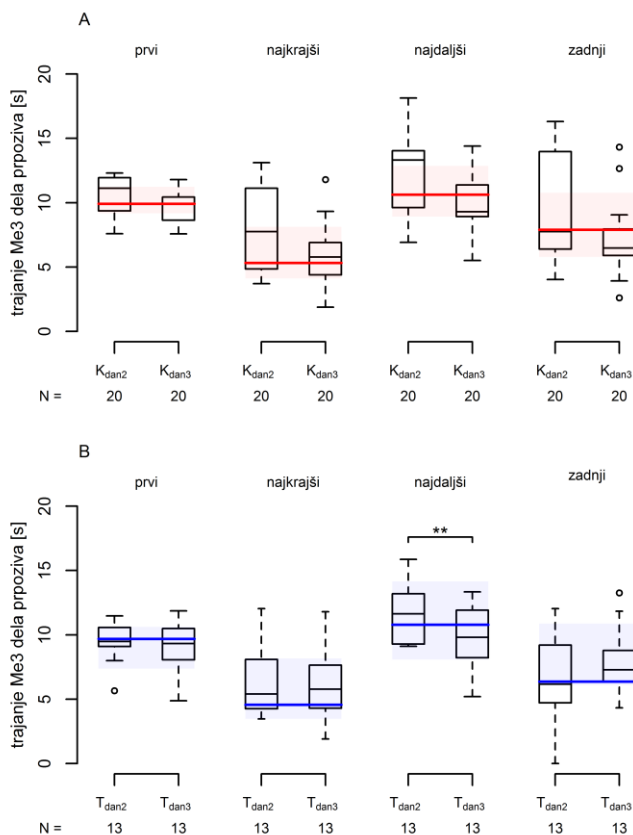 A
prvi najkrajši najdaljši zadnji
trajanje Me3 dela prpoziva [s]
20
15
10
5
0
Kdan2 Kdan3 Kdan2 Kdan3 Kdan2 Kdan3 Kdan2 Kdan3
N = 20 20 20 20 20 20 20 20
B
prvi najkrajši najdaljši zadnji
trajanje Me3 dela prpoziva [s]
20
15
10
5
0
**
Tdan2 Tdan3 Tdan2 Tdan3 Tdan2 Tdan3 Tdan2 Tdan3
N = 13 13 13 13 13 13 13 13